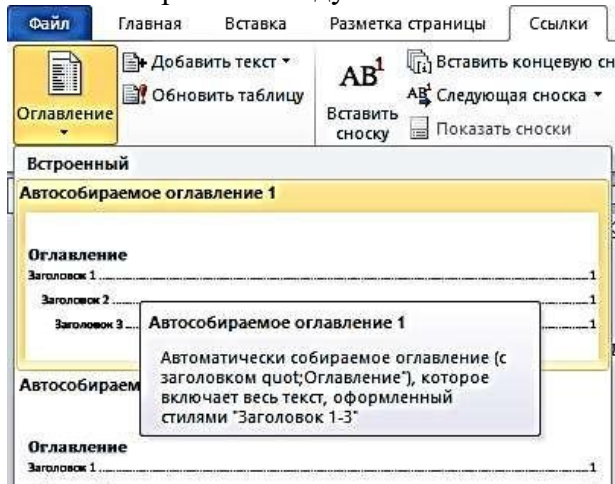 Файл Главная Вставка Разметка страницы Ссылки
Добавить текст
Обновить таблицу
Оглавление
AB1
Вставить сноску
Вставить концевую сн
AB Следующая сноска
Показать сноски
Встроенный
Автособираемое оглавление 1
Оглавление
Заголовок 1 1
Заголовок 2 1
Заголовок 3 1
Автособираемое оглавление 1
Автоматически собираемое оглавление (с
заголовком quot;Оглавление"), которое
включает весь текст, оформленный
стилями "Заголовок 1-3"
Автособираем
Оглавление
Заголовок 1 1